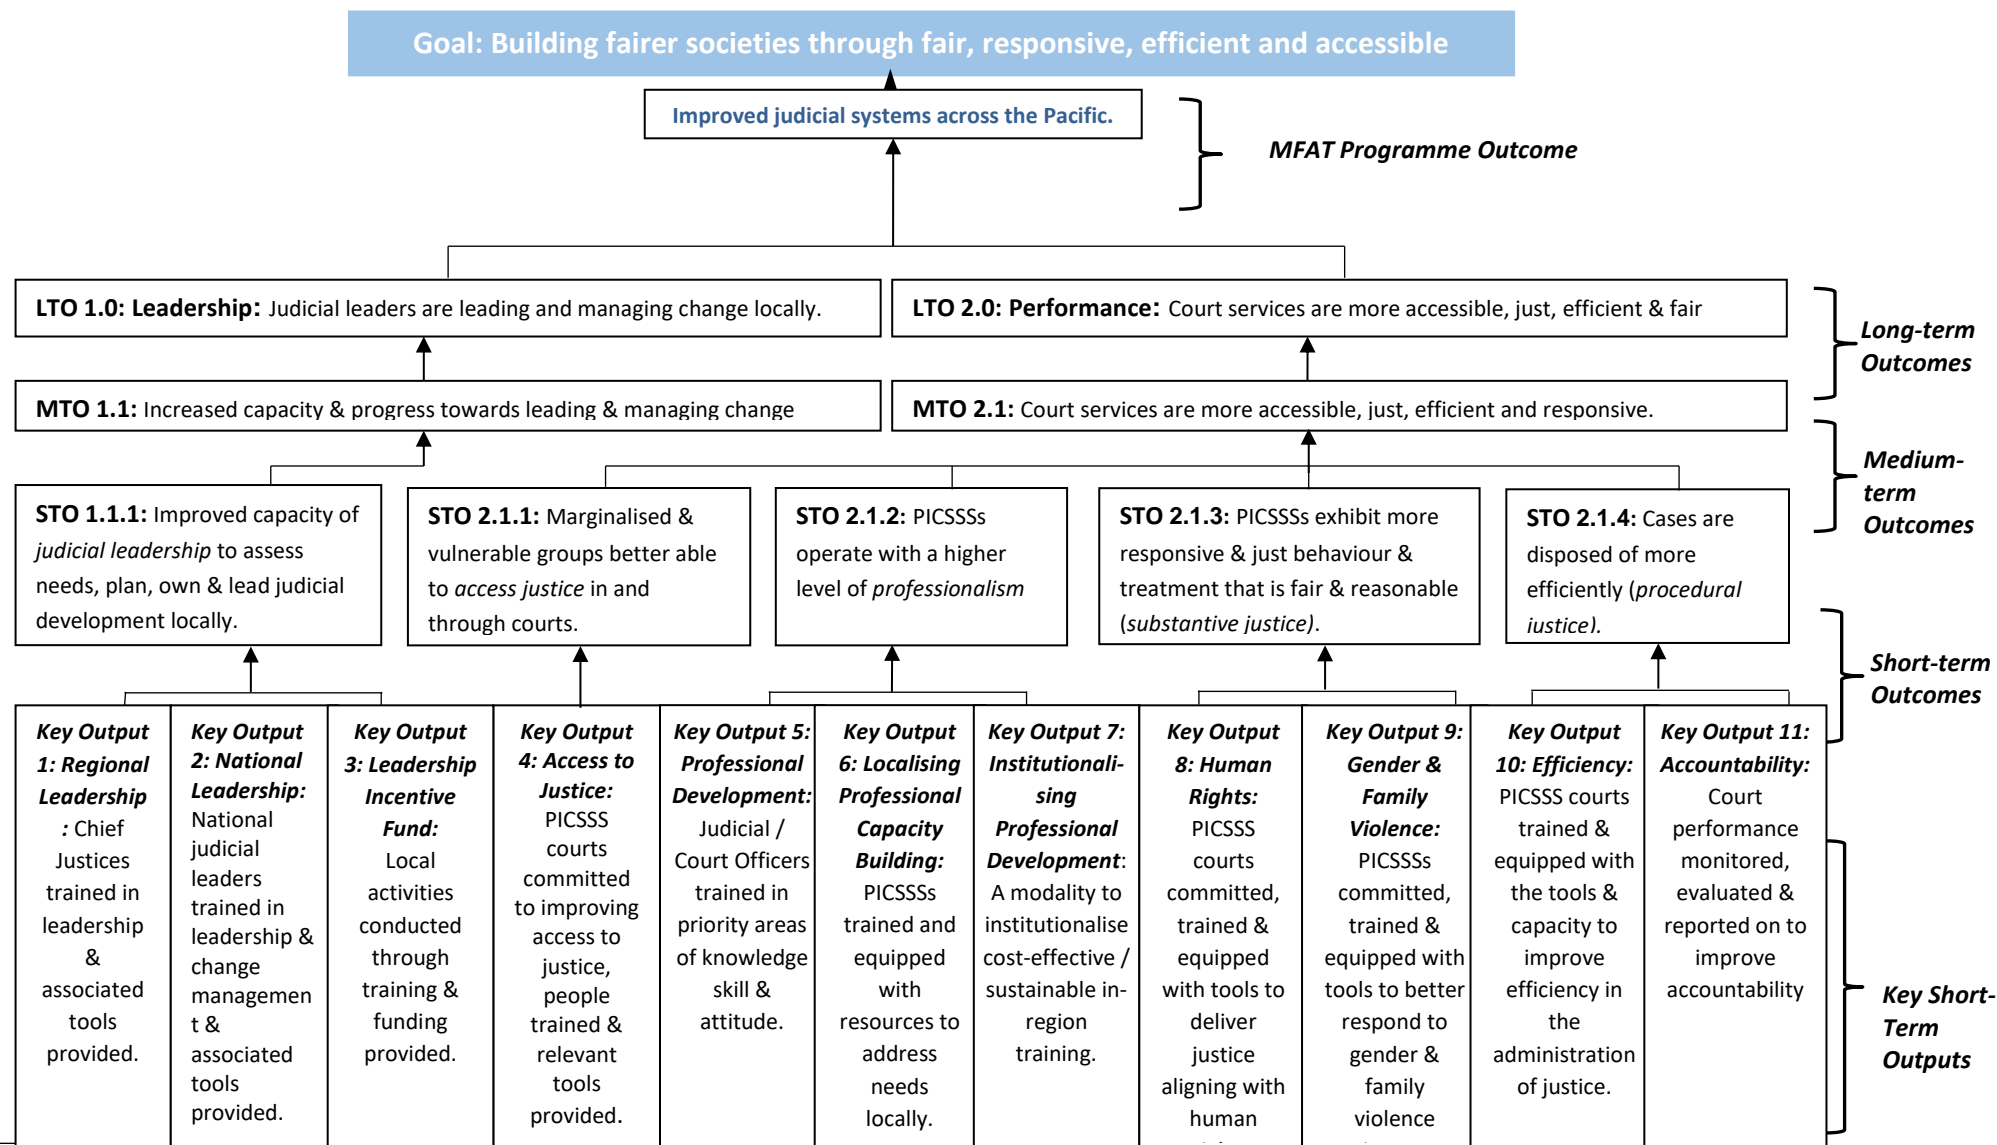 Goal: Building fairer societies through fair, responsive, efficient and accessible
Improved judicial systems across the Pacific.
MFAT Programme Outcome
LTO 1.0: Leadership: Judicial leaders are leading and managing change locally.
LTO 2.0: Performance: Court services are more accessible, just, efficient & fair
Long-term
Outcomes
MTO 1.1: Increased capacity & progress towards leading & managing change
MTO 2.1: Court services are more accessible, just, efficient and responsive.
Medium-
term
Outcomes
STO 1.1.1: Improved capacity of
judicial leadership to assess
needs, plan, own & lead judicial
development locally.
STO 2.1.1: Marginalised &
vulnerable groups better able
to access justice in and
through courts.
STO 2.1.2: PICSSSs
operate with a higher
level of professionalism
STO 2.1.3: PICSSSs exhibit more
responsive & just behaviour &
treatment that is fair & reasonable
(substantive justice).
STO 2.1.4: Cases are
disposed of more
efficiently (procedural
justice).
Short-term
Outcomes
Key Output
1: Regional
Leadership
: Chief
Justices
trained in
leadership
&
associated
tools
provided.
Key Output
2: National
Leadership:
National
judicial
leaders
trained in
leadership &
change
managemen
t &
associated
tools
provided.
Key Output
3: Leadership
Incentive
Fund:
Local
activities
conducted
through
training &
funding
provided.
Key Output
4: Access to
Justice:
PICSSS
courts
committed
to improving
access to
justice,
people
trained &
relevant
tools
provided.
Key Output 5:
Professional
Development:
Judicial /
Court Officers
trained in
priority areas
of knowledge
skill &
attitude.
Key Output
6: Localising
Professional
Capacity
Building:
PICSSSs
trained and
equipped
with
resources to
address
needs
locally.
Key Output 7:
Institutionali-
sing
Professional
Development:
A modality to
institutionalise
cost-effective /
sustainable in-
region
training.
Key Output
8: Human
Rights:
PICSSS
courts
committed,
trained &
equipped
with tools to
deliver
justice
aligning with
human
Key Output 9:
Gender &
Family
Violence:
PICSSSs
committed,
trained &
equipped with
tools to better
respond to
gender &
family
violence
Key Output
10: Efficiency:
PICSSS courts
trained &
equipped with
the tools &
capacity to
improve
efficiency in
the
administration
of justice.
Key Output 11:
Accountability:
Court
performance
monitored,
evaluated &
reported on to
improve
accountability
Key Short-
Term
Outputs